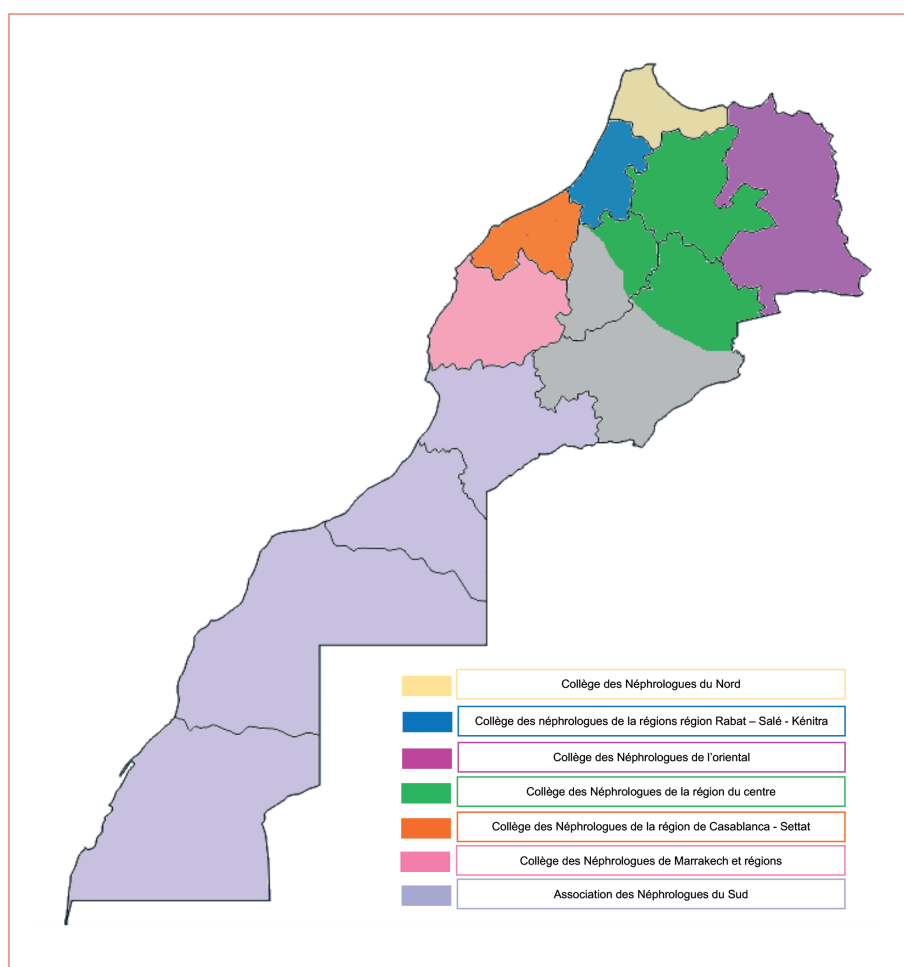 Collège des Néphrologues du Nord
Collège des néphrologues de la régions région Rabat – Salé - Kénitra
Collège des Néphrologues de l'oriental
Collège des Néphrologues de la région du centre
Collège des Néphrologues de la région de Casablanca - Settat
Collège des Néphrologues de Marrakech et régions
Association des Néphrologues du Sud